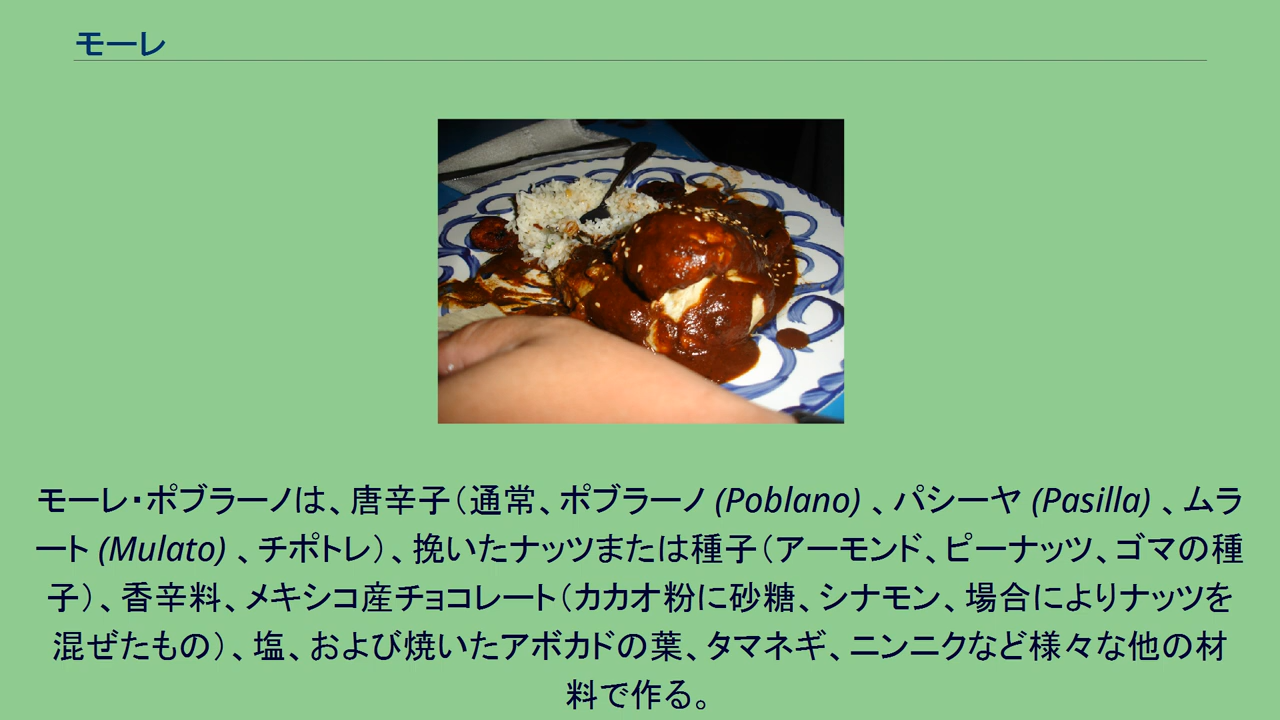 モーレ
モーレ・ポブラーノは、唐辛子（通常、ポブラーノ (Poblano) 、パシーヤ (Pasilla) 、ムラ
ート (Mulato) 、チポトレ）、挽いたナッツまたは種子（アーモンド、ピーナッツ、ゴマの種
子）、香辛料、メキシコ産チョコレート（カカオ粉に砂糖、シナモン、場合によりナッツを
混ぜたもの）、塩、および焼いたアボカドの葉、タマネギ、ニンニクなど様々な他の材
料で作る。